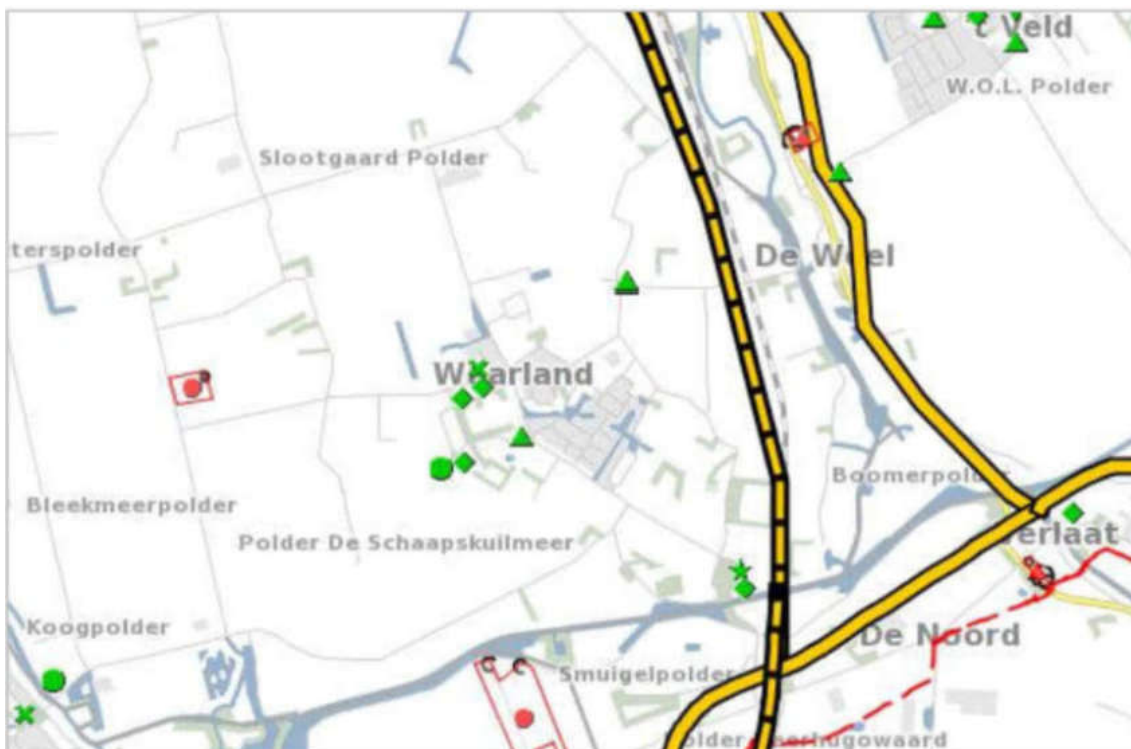 t Veld
W.O.L. Polder
Slootgaard Polder
terspolder
De Weel
Waarland
Boomerpolder
Bleekmeerpolder
Polder De Schaapskuilmeer
erlaat
Koogpolder
De Noord
Smuigelpolder